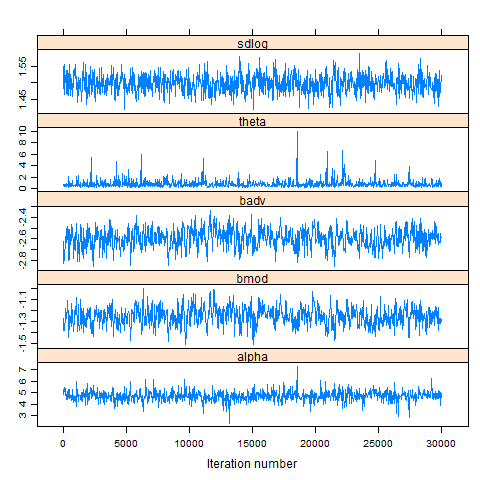 sdlog
1.45 1.55
theta
0 2 4 6 8 10
badv
-2.8 -2.6 -2.4
bmod
-1.5 -1.3 -1.1
alpha
3 4 5 6 7
0 5000 10000 15000 20000 25000 30000
Iteration number